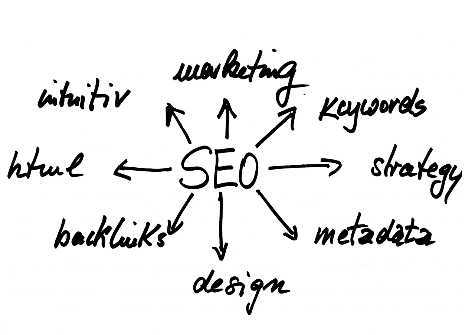 marketing
intuitiv
keywords
html
SEO
strategy
backlinks
metadata
design